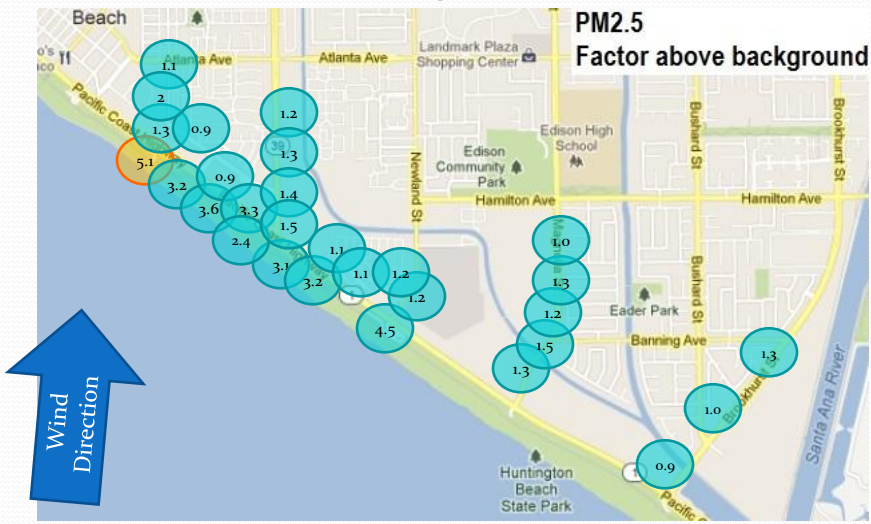 Beach
PM2.5
Factor above background
Atlanta Ave
Atlanta Ave
Landmark Plaza
Shopping Center
1.1
2
1.3
0.9
1.2
39
1.3
5.1
3.2
0.9
1.4
3.6
3.3
1.5
2.4
1.1
3.1
3.2
1.1
1.2
1.2
1
4.5
Pacific Coast
Newland St
Edison High
School
Edison
Community
Park
Bushard St
Brookhurst St
Hamilton Ave
Hamilton Ave
1.0
1.3
1.2
1.5
1.3
Eader Park
Bushard St
Banning Ave
1.3
1.0
Brookhurst St
0.9
1
Santa Ana River
Huntington
Beach
State Park
Pacific
Wind
Direction